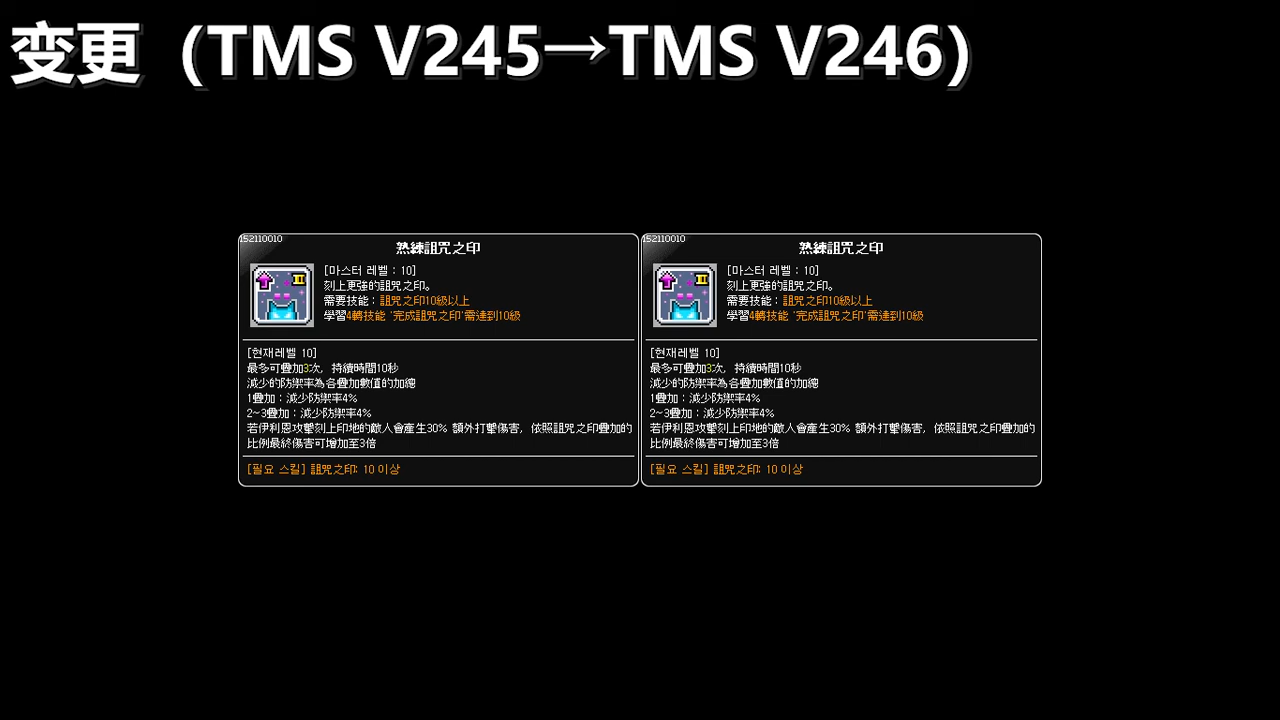 变更（TMS V245→TMS V246）
152110010
熟練詛咒之印
[마스터 레벨 : 10]
刻上更強的詛咒之印。
需要技能：詛咒之印10級以上
學習4轉技能 '完成詛咒之印'需達到10級
[현재레벨 10]
最多可疊加3次, 持續時間10秒
減少的防禦率為各疊加數值的加總
1疊加：減少防禦率4%
2~3疊加：減少防禦率4%
若伊利恩攻擊刻上印地的敵人會產生30% 額外打擊傷害, 依照詛咒之印疊加的
比例最終傷害可增加至3倍
[필요 스킬] 詛咒之印: 10 이상
152110010
熟練詛咒之印
[마스터 레벨 : 10]
刻上更強的詛咒之印。
需要技能：詛咒之印10級以上
學習4轉技能 '完成詛咒之印'需達到10級
[현재레벨 10]
最多可疊加3次, 持續時間10秒
減少的防禦率為各疊加數值的加總
1疊加：減少防禦率4%
2~3疊加：減少防禦率4%
若伊利恩攻擊刻上印地的敵人會產生30% 額外打擊傷害, 依照詛咒之印疊加的
比例最終傷害可增加至3倍
[필요 스킬] 詛咒之印: 10 이상